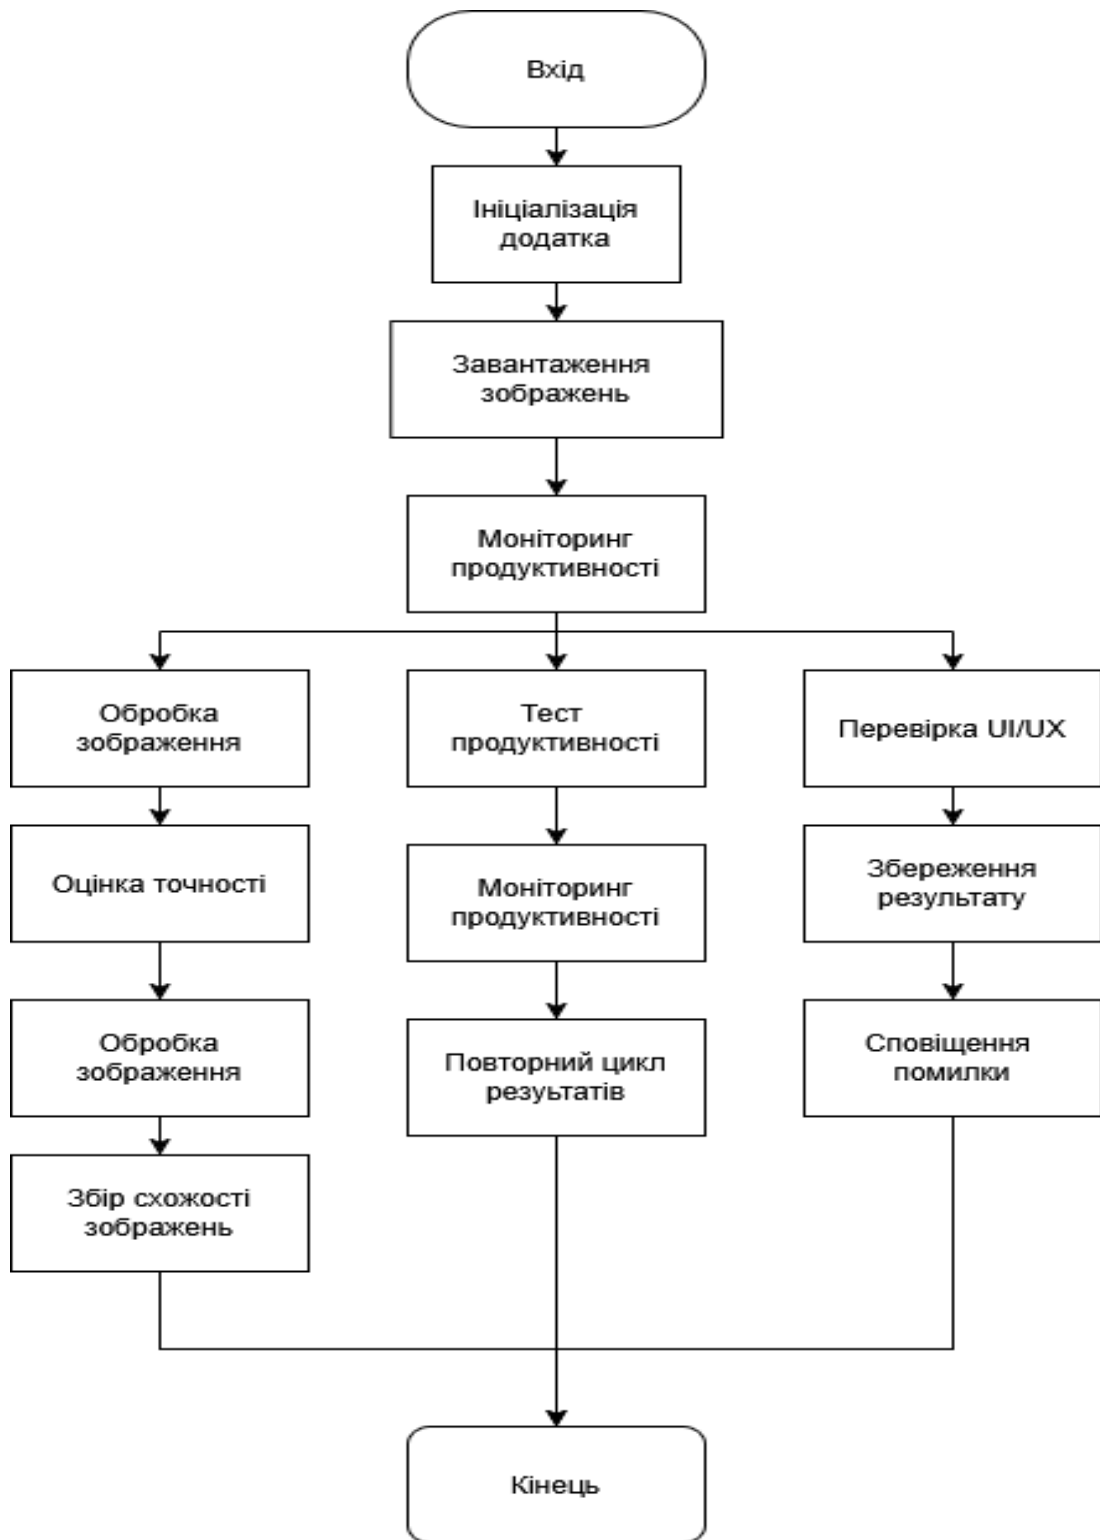 Вхід
Ініціалізація
додатка
Завантаження
зображень
Моніторинг
продуктивності
Обробка
зображення
Тест
продуктивності
Перевірка UI/UX
Оцінка точності
Моніторинг
продуктивності
Збереження
результату
Обробка
зображення
Повторний цикл
резуьтатів
Сповіщення
помилки
Збір схожості
зображень
Кінець